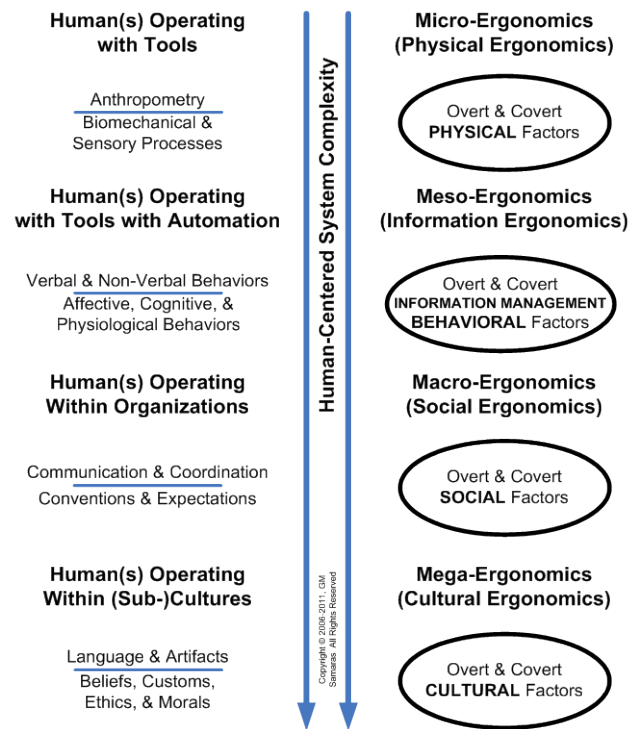 Human(s) Operating
with Tools
Anthropometry
Biomechanical &
Sensory Processes
Human(s) Operating
with Tools with Automation
Verbal & Non-Verbal Behaviors
Affective, Cognitive, &
Physiological Behaviors
Human(s) Operating
Within Organizations
Communication & Coordination
Conventions & Expectations
Human(s) Operating
Within (Sub-)Cultures
Language & Artifacts
Beliefs, Customs,
Ethics, & Morals
Human-Centered System Complexity
Copyright © 2006-2011, GM
Samaras All Rights Reserved
Micro-Ergonomics
(Physical Ergonomics)
Overt & Covert
PHYSICAL Factors
Meso-Ergonomics
(Information Ergonomics)
Overt & Covert
INFORMATION MANAGEMENT
BEHAVIORAL Factors
Macro-Ergonomics
(Social Ergonomics)
Overt & Covert
SOCIAL Factors
Mega-Ergonomics
(Cultural Ergonomics)
Overt & Covert
CULTURAL Factors